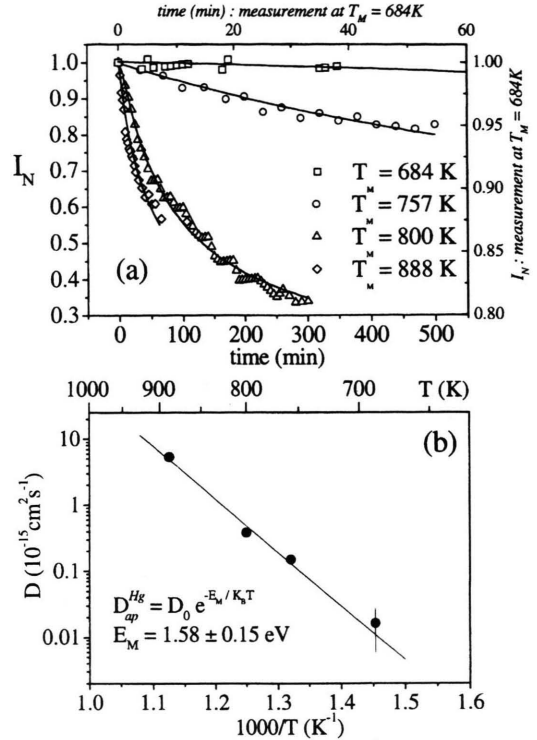 time (min) : measurement at T_M = 684K
0 20 40 60
1.0
0.9
0.8
0.7
0.6
0.5
0.4
0.3
I_N
1.00
0.95
0.90
0.85
0.80
I_N : measurement at T_M = 684K
T_M = 684 K
T_M = 757 K
T_M = 800 K
T_M = 888 K
(a)
0 100 200 300 400 500
time (min)
1000 900 800 700 T (K)
(b)
10
1
0.1
0.01
D (10^-15 cm^2 s^-1)
D_ap^Hg = D_0 e^-E_M / K_B T
E_M = 1.58 ± 0.15 eV
1.0 1.1 1.2 1.3 1.4 1.5 1.6
1000/T (K^-1)